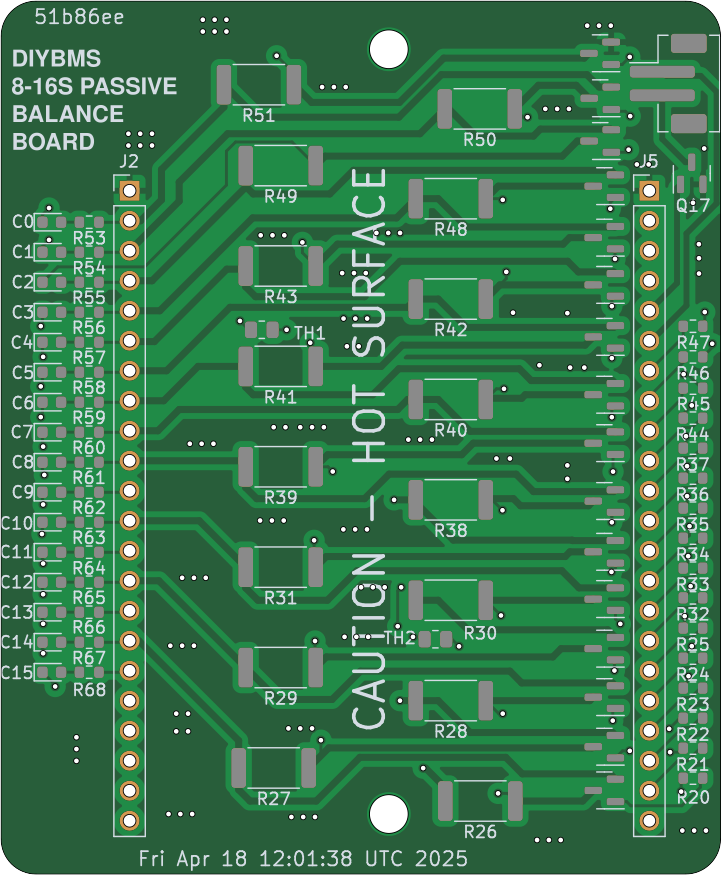 51b86ee
DIYBMS
8-16S PASSIVE
BALANCE
BOARD
R51
R50
J2
J5
R49
R48
Q17
C0
R53
C1
R54
C2
R55
C3
R56
C4
R57
C5
R58
C6
R59
C7
R60
C8
R61
C9
R62
C10
R63
C11
R64
C12
R65
C13
R66
C14
R67
C15
R68
R43
R42
TH1
R41
R40
R39
R38
R31
R30
TH2
R29
R28
R27
R26
CAUTION - HOT SURFACE
R47
R46
R45
R44
R37
R36
R35
R34
R33
R32
R25
R24
R23
R22
R21
R20
Fri Apr 18 12:01:38 UTC 2025